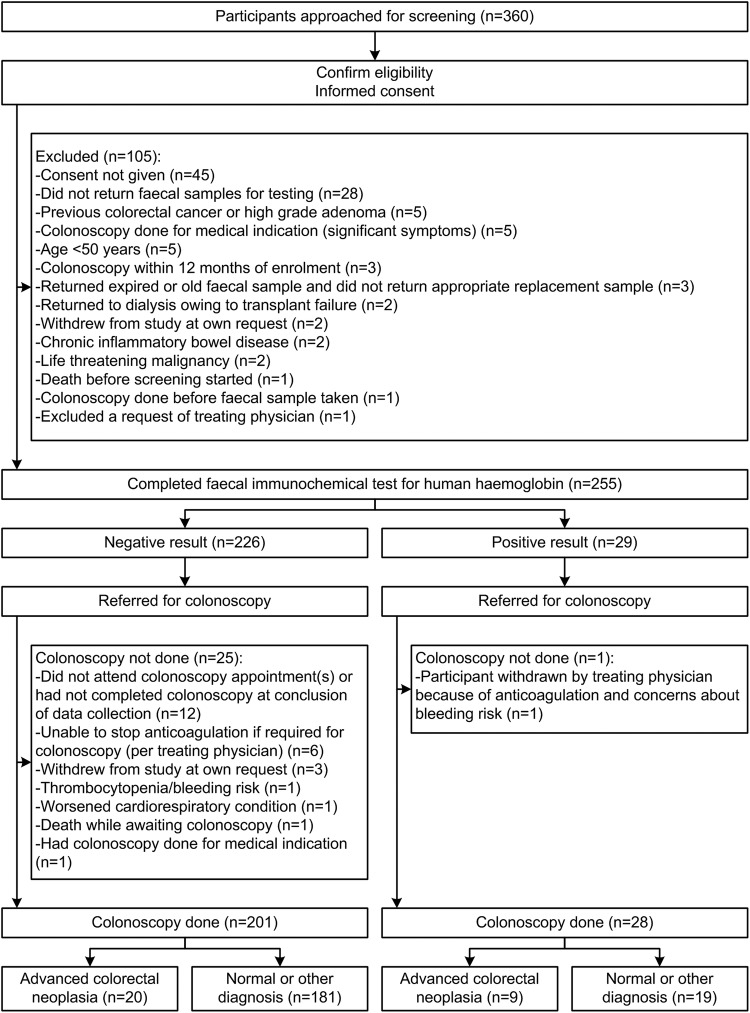 Participants approached for screening (n=360)
Confirm eligibility
Informed consent
Excluded (n=105):
-Consent not given (n=45)
-Did not return faecal samples for testing (n=28)
-Previous colorectal cancer or high grade adenoma (n=5)
-Colonoscopy done for medical indication (significant symptoms) (n=5)
-Age <50 years (n=5)
-Colonoscopy within 12 months of enrolment (n=3)
-Returned expired or old faecal sample and did not return appropriate replacement sample (n=3)
-Returned to dialysis owing to transplant failure (n=2)
-Withdrew from study at own request (n=2)
-Chronic inflammatory bowel disease (n=2)
-Life threatening malignancy (n=2)
-Death before screening started (n=1)
-Colonoscopy done before faecal sample taken (n=1)
-Excluded a request of treating physician (n=1)
Completed faecal immunochemical test for human haemoglobin (n=255)
Negative result (n=226)
Positive result (n=29)
Referred for colonoscopy
Referred for colonoscopy
Colonoscopy not done (n=25):
-Did not attend colonoscopy appointment(s) or
had not completed colonoscopy at conclusion
of data collection (n=12)
-Unable to stop anticoagulation if required for
colonoscopy (per treating physician) (n=6)
-Withdrew from study at own request (n=3)
-Thrombocytopenia/bleeding risk (n=1)
-Worsened cardiorespiratory condition (n=1)
-Death while awaiting colonoscopy (n=1)
-Had colonoscopy done for medical indication
(n=1)
Colonoscopy not done (n=1):
-Participant withdrawn by treating physician
because of anticoagulation and concerns about
bleeding risk (n=1)
Colonoscopy done (n=201)
Colonoscopy done (n=28)
Advanced colorectal
neoplasia (n=20)
Normal or other
diagnosis (n=181)
Advanced colorectal
neoplasia (n=9)
Normal or other
diagnosis (n=19)